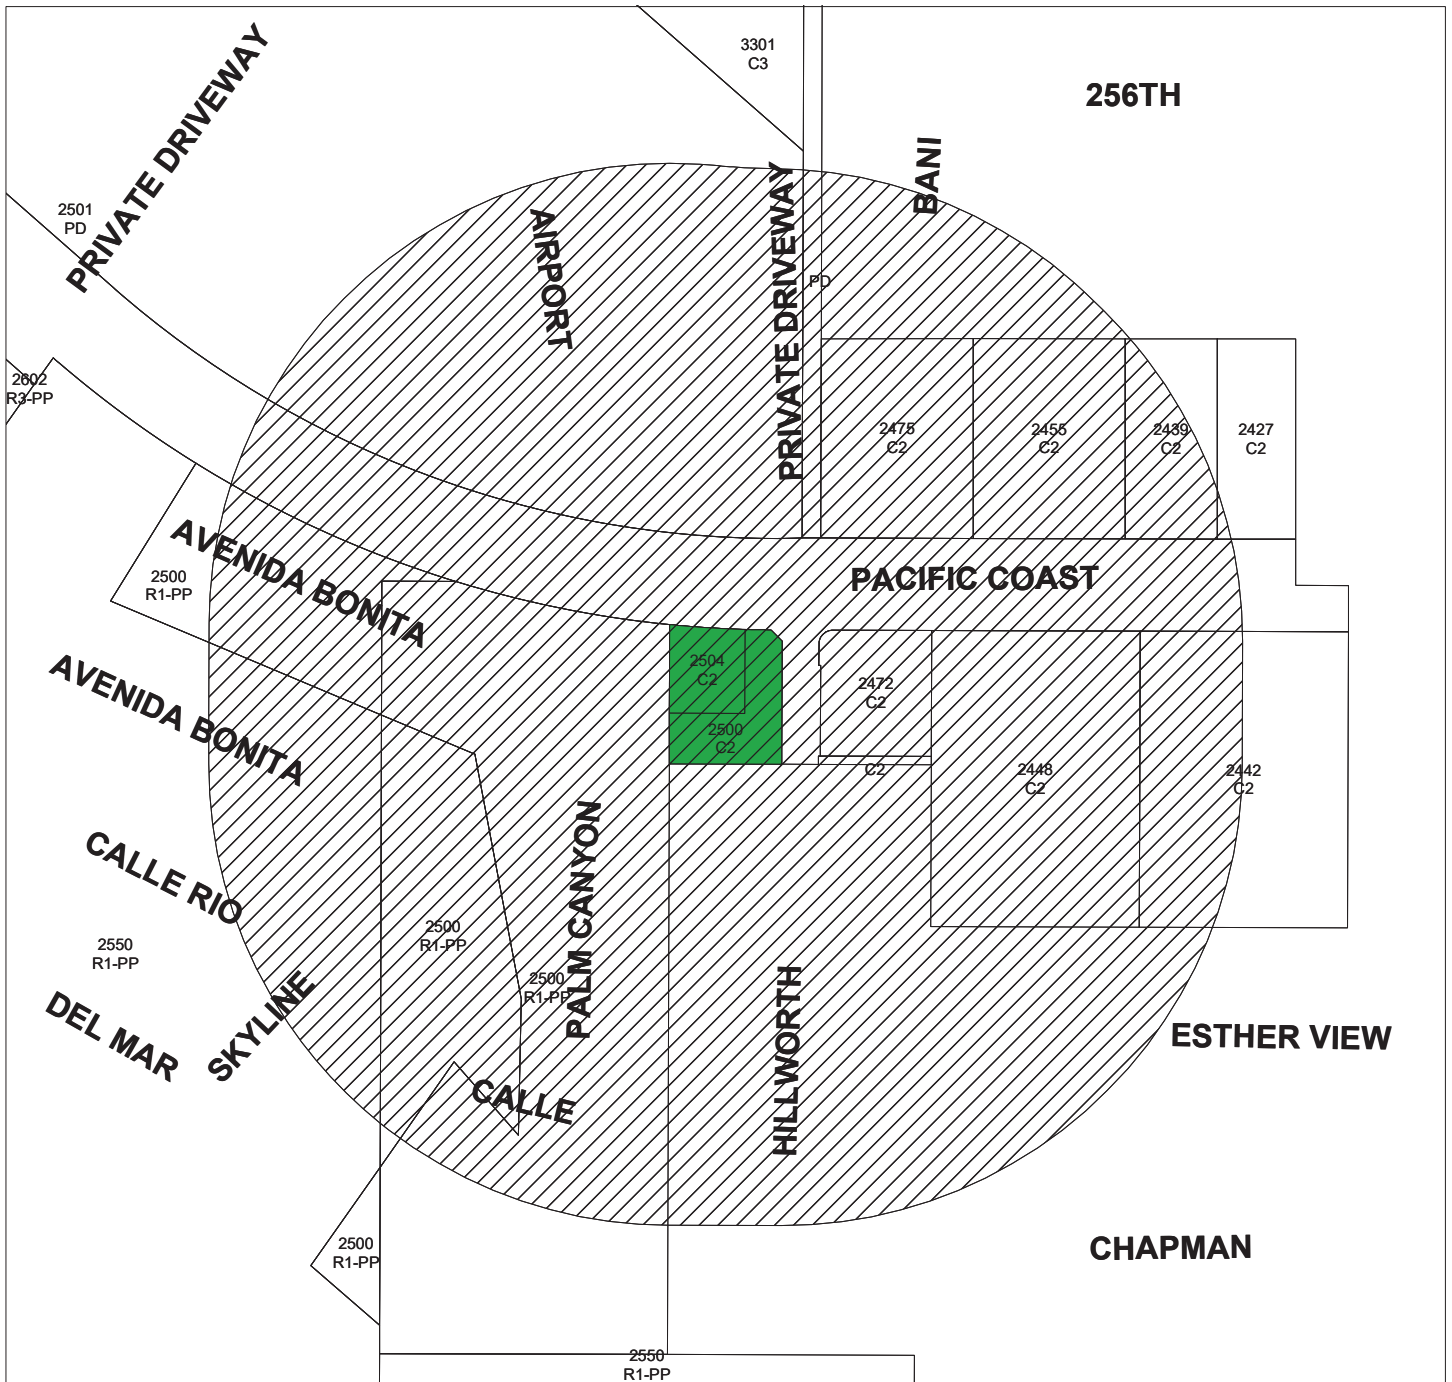 3301
C3
PRIVATE DRIVEWAY
256TH
BANI
2501
PD
AIRPORT
PRIVATE DRIVEWAY
PD
2602
R3-PP
2475
C2
2455
C2
2439
C2
2427
C2
AVENIDA BONITA
2500
R1-PP
PACIFIC COAST
AVENIDA BONITA
2504
C2
2472
C2
2500
C2
C2
2448
C2
2442
C2
CALLE RIO
PALM CANYON
2500
R1-PP
2550
R1-PP
2500
R1-PP
DEL MAR
SKYLINE
HILLWORTH
ESTHER VIEW
CALLE
2500
R1-PP
CHAPMAN
2550
R1-PP